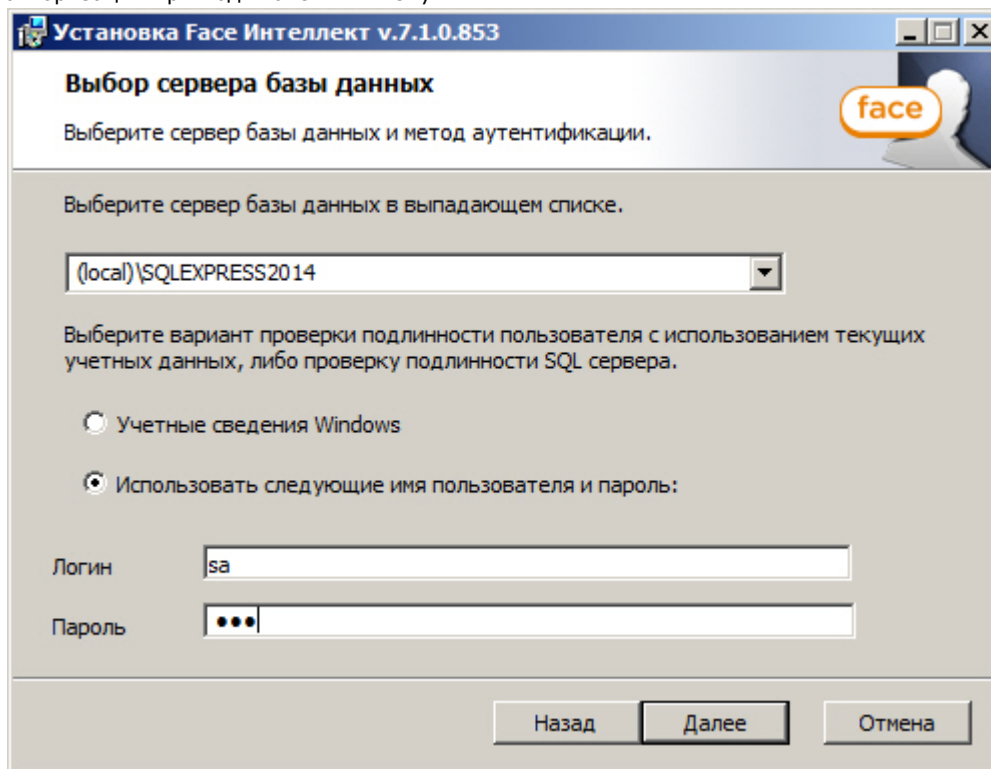 Установка Face Интеллект v.7.1.0.853
Выбор сервера базы данных
Выберите сервер базы данных и метод аутентификации.
face
Выберите сервер базы данных в выпадающем списке.
(local)\SQLEXPRESS2014
Выберите вариант проверки подлинности пользователя с использованием текущих
учетных данных, либо проверку подлинности SQL сервера.
Учетные сведения Windows
Использовать следующие имя пользователя и пароль:
Логин sa
Пароль •••
Назад Далее Отмена